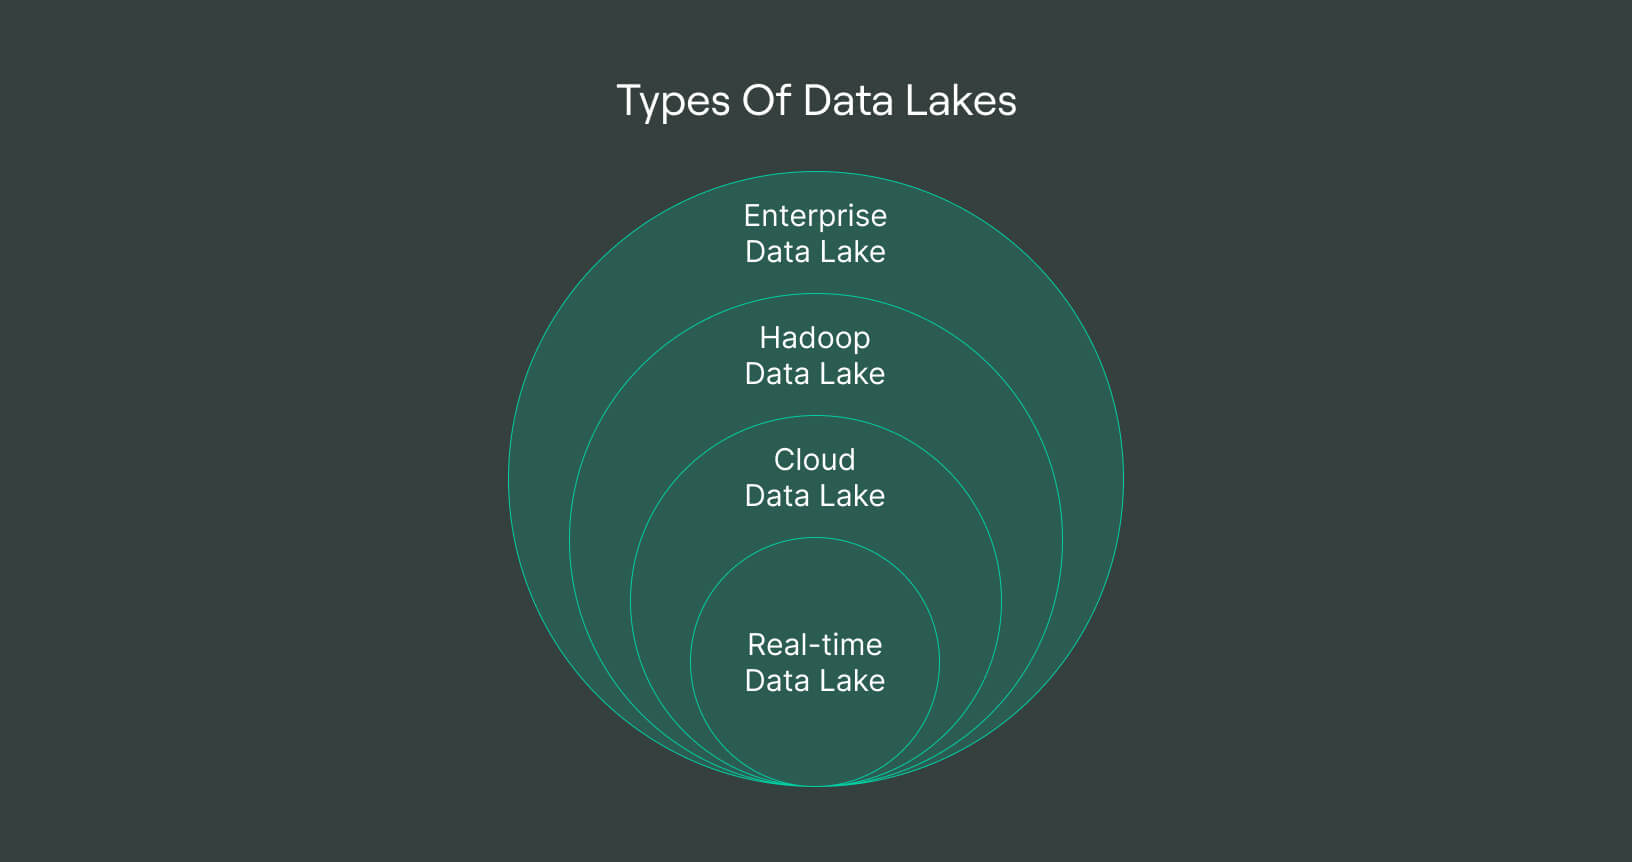 Types Of Data Lakes
Enterprise
Data Lake
Hadoop
Data Lake
Cloud
Data Lake
Real-time
Data Lake